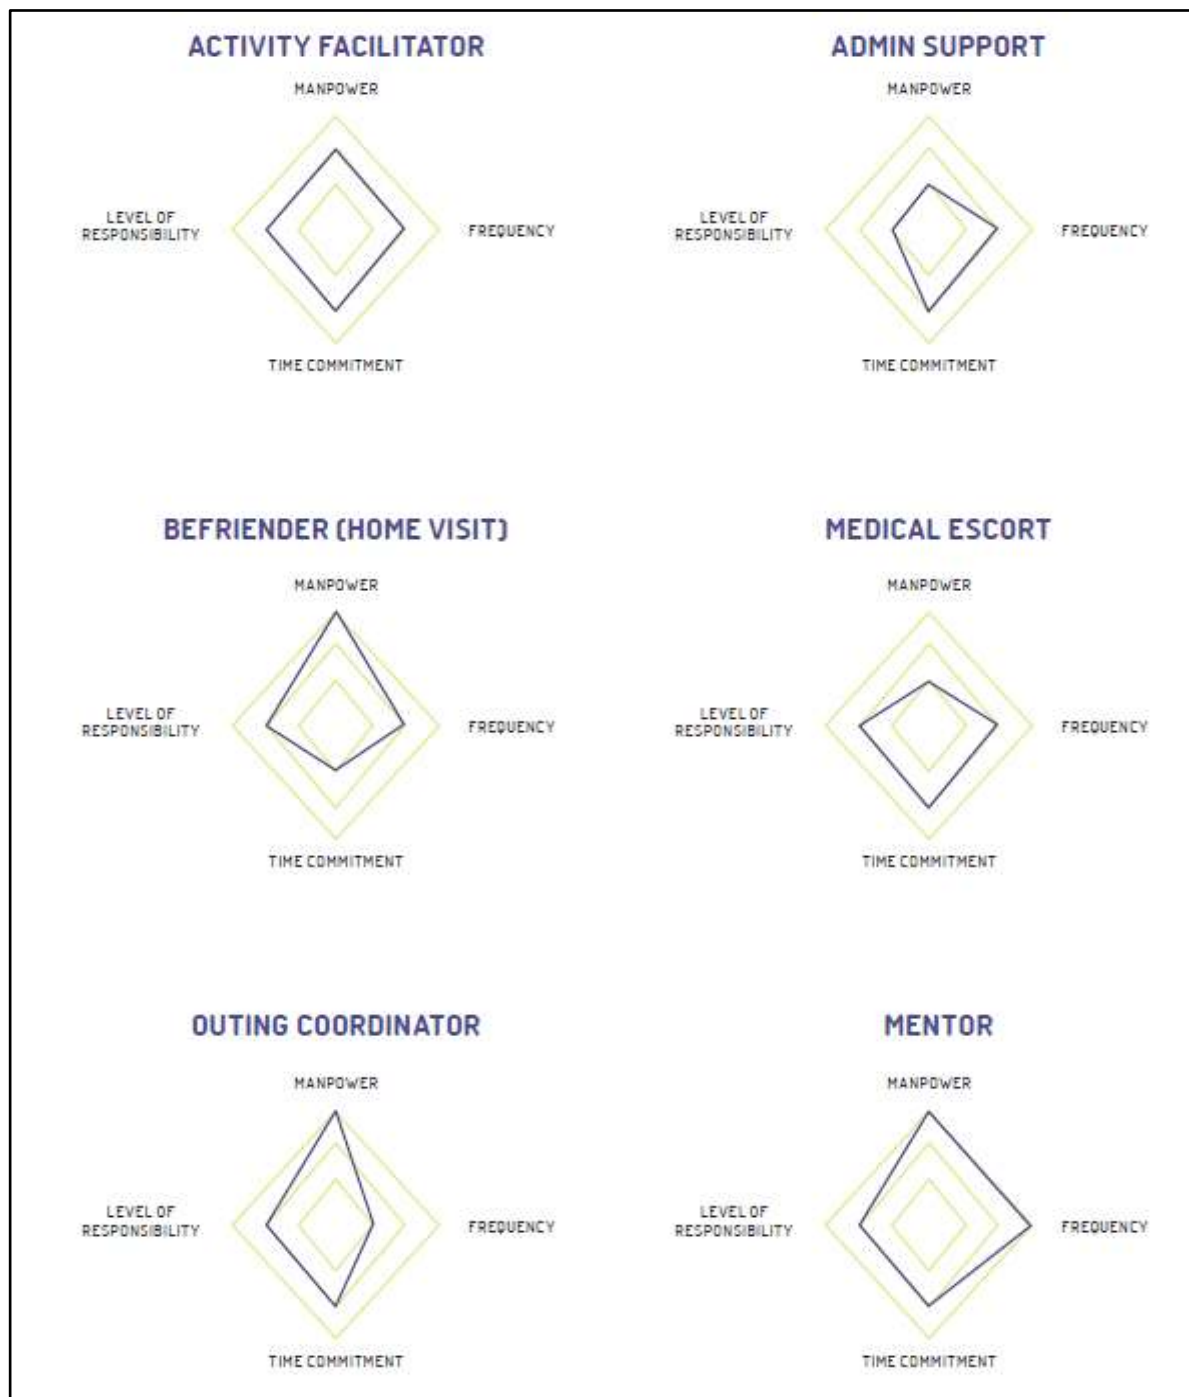 ACTIVITY FACILITATOR
MANPOWER
LEVEL OF
RESPONSIBILITY
FREQUENCY
TIME COMMITMENT
ADMIN SUPPORT
MANPOWER
LEVEL OF
RESPONSIBILITY
FREQUENCY
TIME COMMITMENT
BEFRIENDER (HOME VISIT)
MANPOWER
LEVEL OF
RESPONSIBILITY
FREQUENCY
TIME COMMITMENT
MEDICAL ESCORT
MANPOWER
LEVEL OF
RESPONSIBILITY
FREQUENCY
TIME COMMITMENT
OUTING COORDINATOR
MANPOWER
LEVEL OF
RESPONSIBILITY
FREQUENCY
TIME COMMITMENT
MENTOR
MANPOWER
LEVEL OF
RESPONSIBILITY
FREQUENCY
TIME COMMITMENT